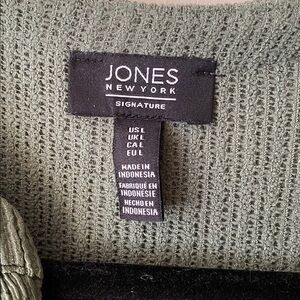 JONES
NEW YORK
SIGNATURE
US L
UK L
CA L
EU L
MADE IN
INDONESIA
FABRIQUÉ EN
INDONÉSIE
HECHO EN
INDONESIA